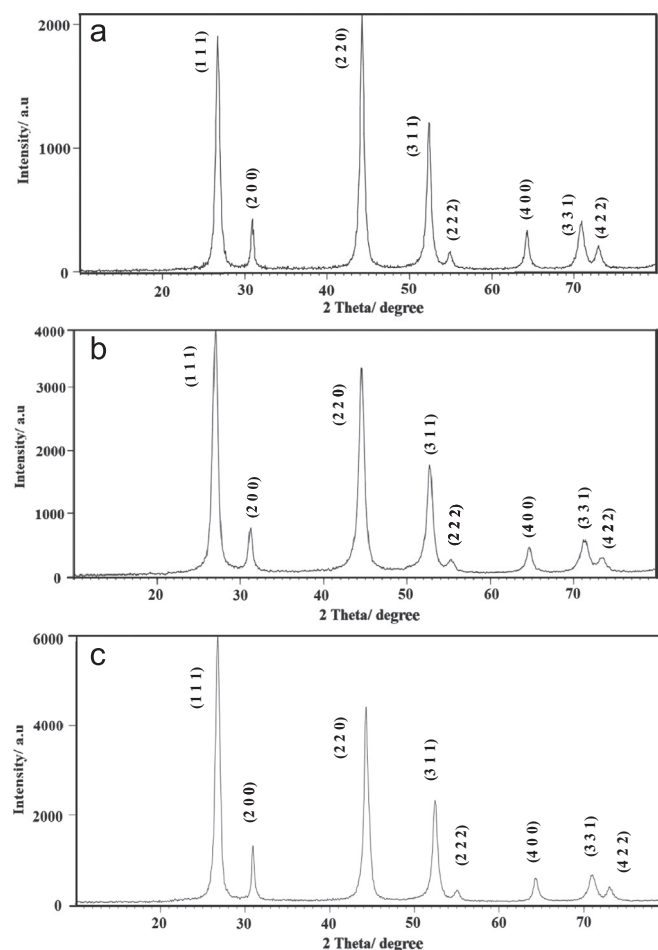 a
2000
1000
0
Intensity/ a.u
(1 1 1)
(2 0 0)
(2 2 0)
(3 1 1)
(2 2 2)
(4 0 0)
(3 3 1)
(4 2 2)
20 30 40 50 60 70
2 Theta/ degree
b
4000
3000
2000
1000
0
Intensity/ a.u
(1 1 1)
(2 0 0)
(2 2 0)
(3 1 1)
(2 2 2)
(4 0 0)
(3 3 1)
(4 2 2)
20 30 40 50 60 70
2 Theta/ degree
c
6000
4000
2000
0
Intensity/ a.u
(1 1 1)
(2 0 0)
(2 2 0)
(3 1 1)
(2 2 2)
(4 0 0)
(3 3 1)
(4 2 2)
20 30 40 50 60 70
2 Theta/ degree